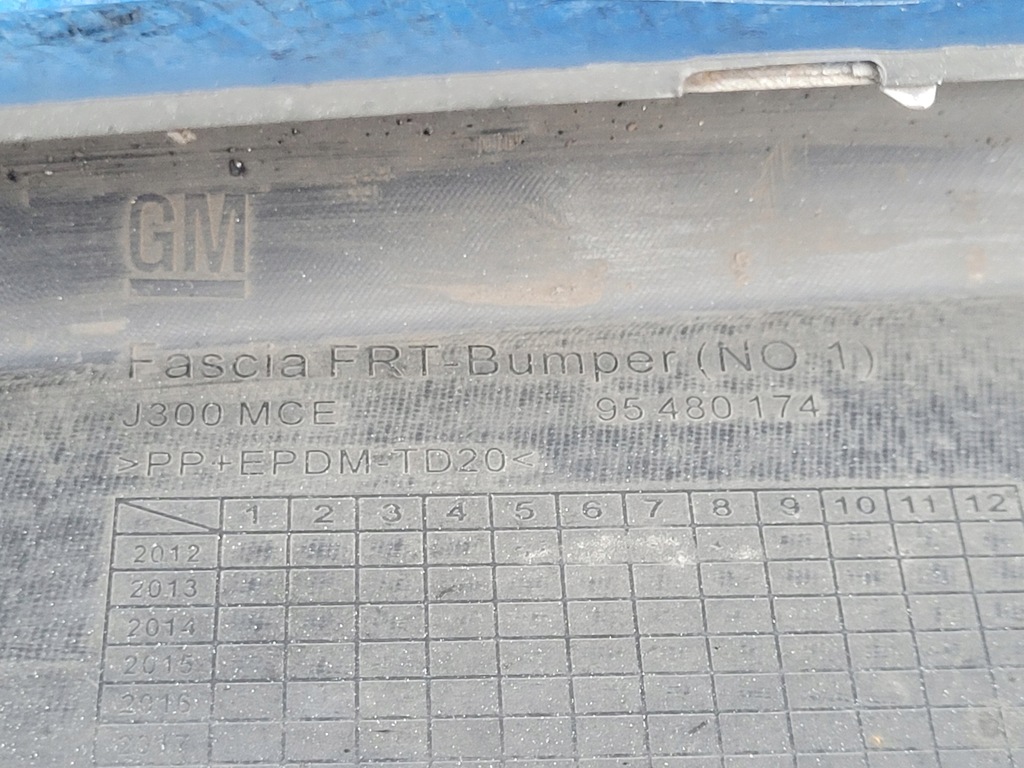 GM
Fascia FRT-Bumper (NO.1)
J300 MCE 95 480 174
>PP+EPDM-TD20<
1 2 3 4 5 6 7 8 9 10 11 12
2012
2013
2014
2015
2016
2017